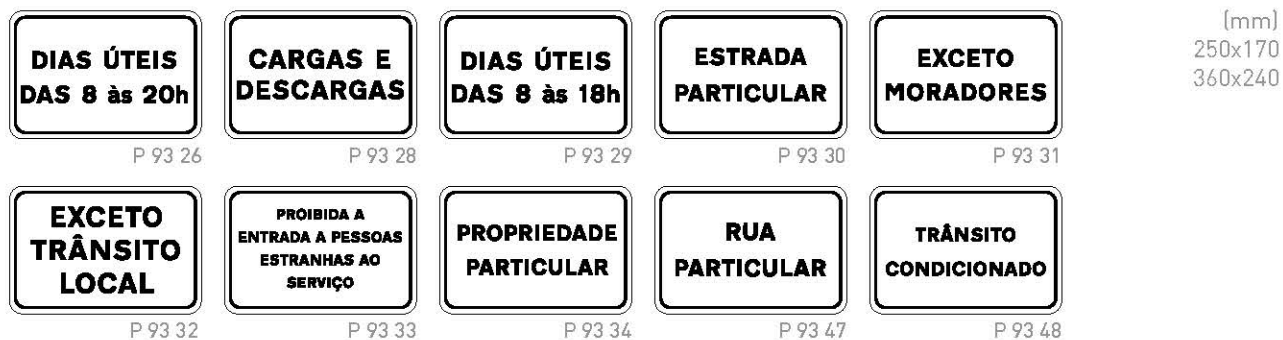 DIAS ÚTEIS
DAS 8 às 20h
P 93 26
CARGAS E
DESCARGAS
P 93 28
DIAS ÚTEIS
DAS 8 às 18h
P 93 29
ESTRADA
PARTICULAR
P 93 30
EXCETO
MORADORES
P 93 31
(mm)
250x170
360x240
EXCETO
TRÂNSITO
LOCAL
P 93 32
PROIBIDA A
ENTRADA A PESSOAS
ESTRANHAS AO
SERVIÇO
P 93 33
PROPRIEDADE
PARTICULAR
P 93 34
RUA
PARTICULAR
P 93 47
TRÂNSITO
CONDICIONADO
P 93 48